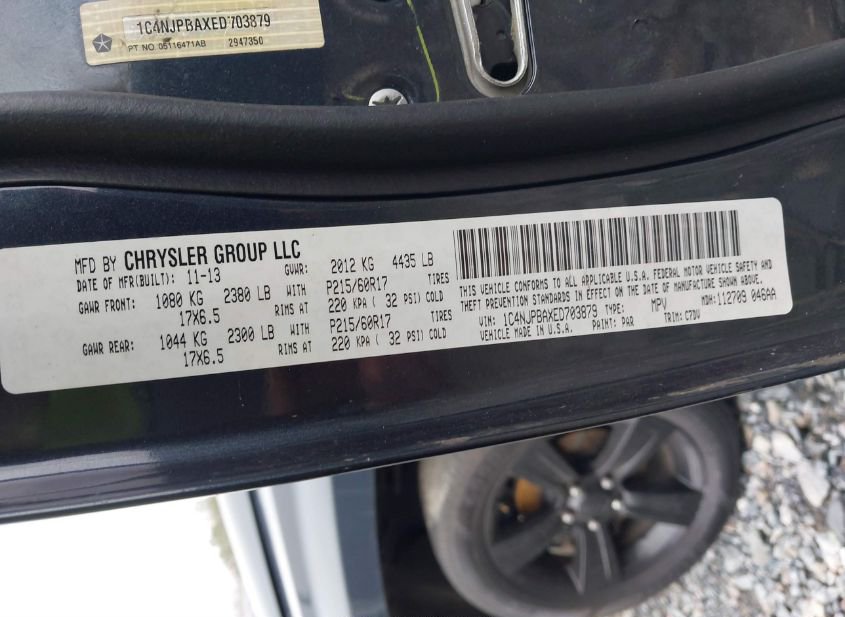 1C4NJPBAXED703879
PT NO. 05116471AB 2947350
MFD BY CHRYSLER GROUP LLC
DATE OF MFR(BUILT): 11-13 GVWR: 2012 KG 4435 LB
GAWR FRONT: 1080 KG 2380 LB WITH P215/60R17 TIRES
17X6.5 RIMS AT 220 KPA ( 32 PSI) COLD
GAWR REAR: 1044 KG 2300 LB WITH P215/60R17 TIRES
17X6.5 RIMS AT 220 KPA ( 32 PSI) COLD
THIS VEHICLE CONFORMS TO ALL APPLICABLE U.S.A. FEDERAL MOTOR VEHICLE SAFETY AND
THEFT PREVENTION STANDARDS IN EFFECT ON THE DATE OF MANUFACTURE SHOWN ABOVE.
VIN: 1C4NJPBAXED703879 TYPE: MPV MDH: 112709 046AA
MADE IN U.S.A. PAINT: PAR TRIM: C7DV